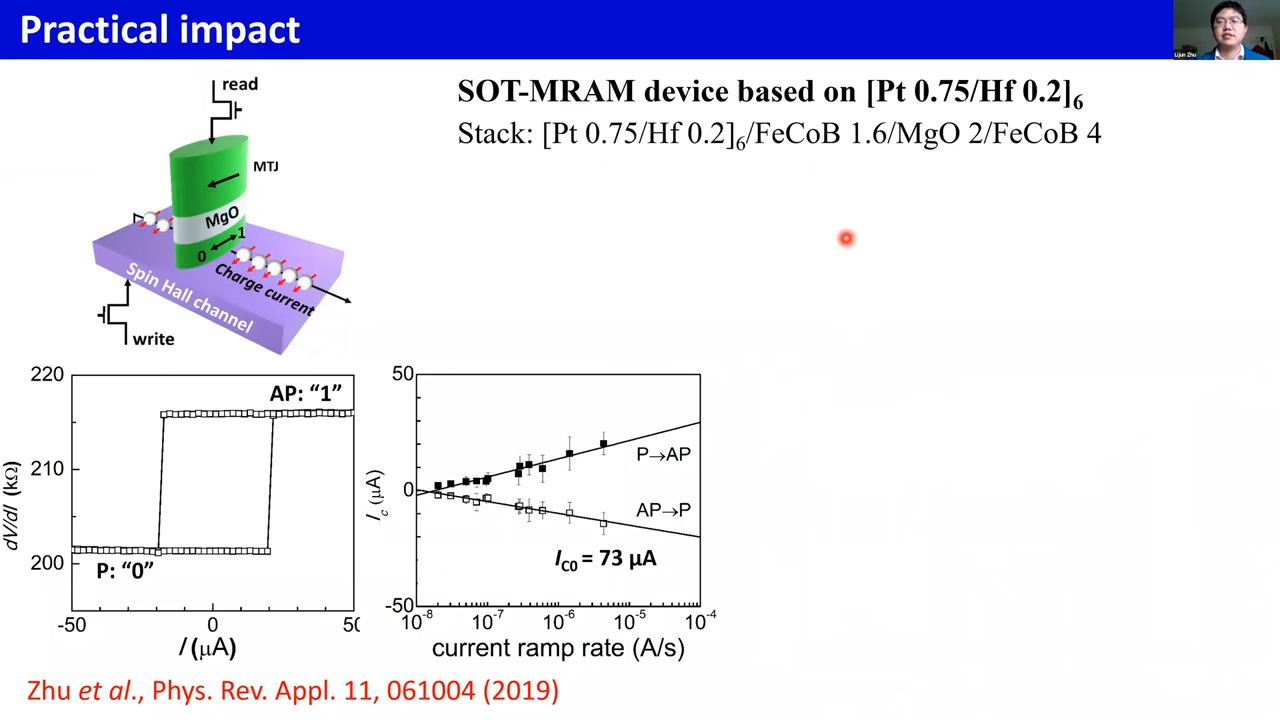 Practical impact
Lijun Zhu
SOT-MRAM device based on [Pt 0.75/Hf 0.2]₆
Stack: [Pt 0.75/Hf 0.2]₆/FeCoB 1.6/MgO 2/FeCoB 4
read
MTJ
MgO
1
0
Charge current
Spin Hall channel
write
220
210
200
dV/dI (kΩ)
AP: “1”
P: “0”
-50
0
50
I (μA)
50
0
-50
I_c (μA)
P→AP
AP→P
I_C0 = 73 μA
10⁻⁸
10⁻⁷
10⁻⁶
10⁻⁵
10⁻⁴
current ramp rate (A/s)
Zhu et al., Phys. Rev. Appl. 11, 061004 (2019)